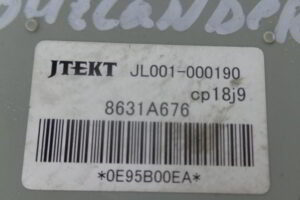 OUTLANDER
JTEKT JL001-000190
cp18j9
8631A676
*0E95B00EA*